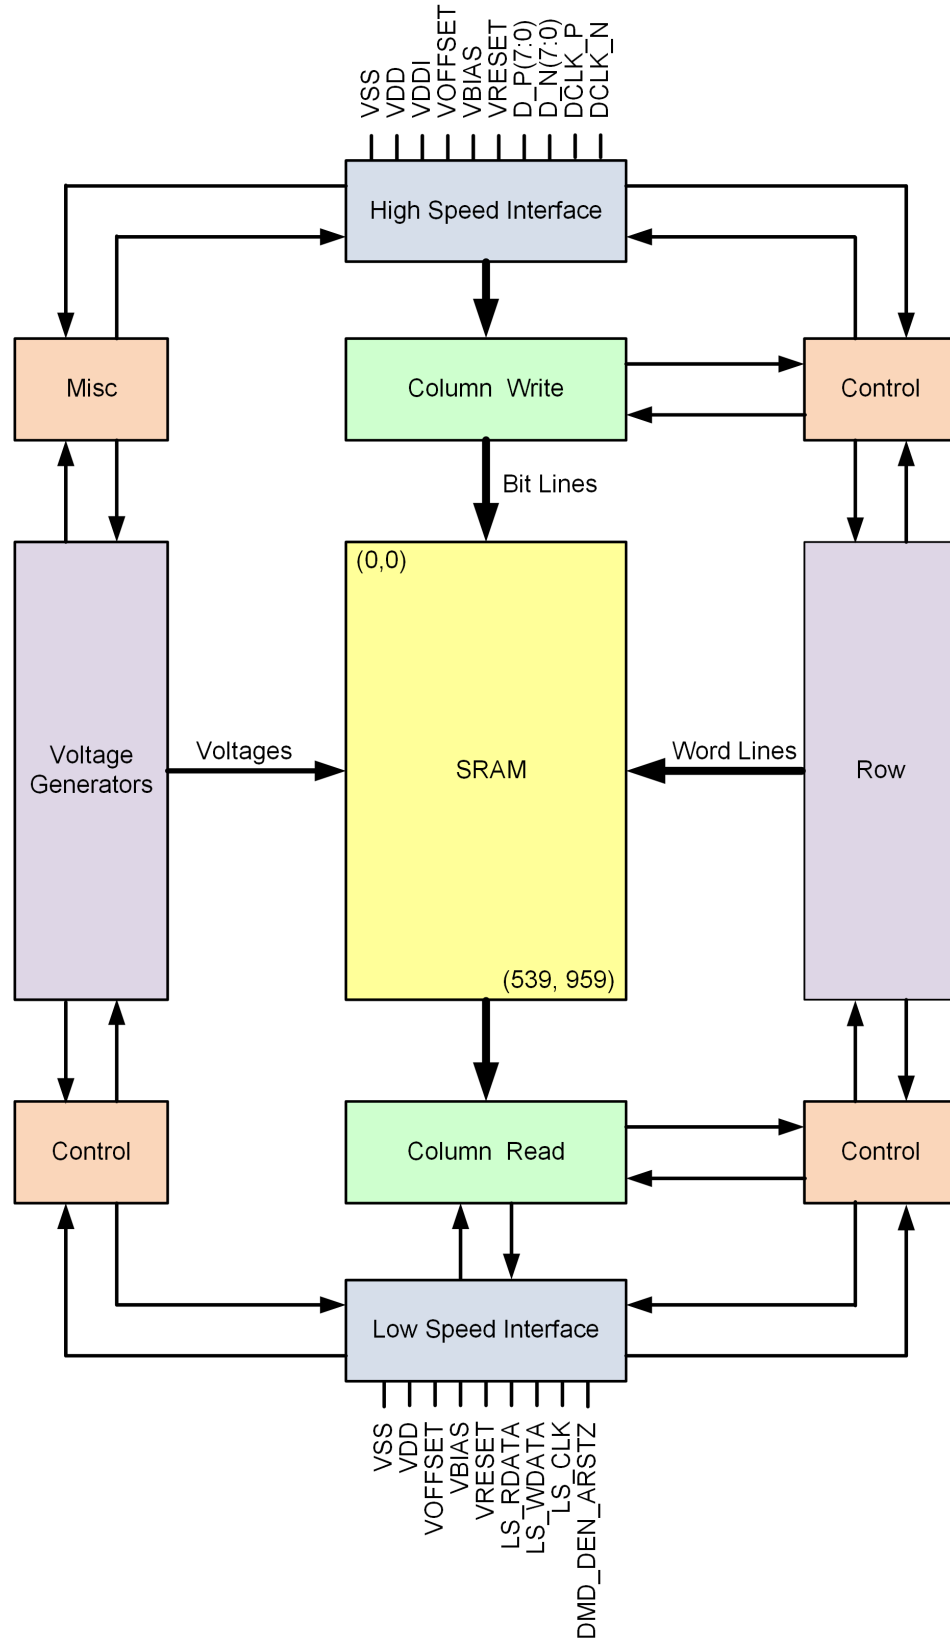 VSS
VDD
VDDI
VOFFSET
VBIAS
VRESET
D_P(7:0)
D_N(7:0)
DCLK_P
DCLK_N
High Speed Interface
Misc
Column Write
Control
Bit Lines
(0,0)
Voltage
Generators
Voltages
SRAM
Word Lines
Row
(539, 959)
Control
Column Read
Control
Low Speed Interface
VSS
VDD
VOFFSET
VBIAS
VRESET
LS_RDATA
LS_WDATA
LS_CLK
DMD_DEN_ARSTZ